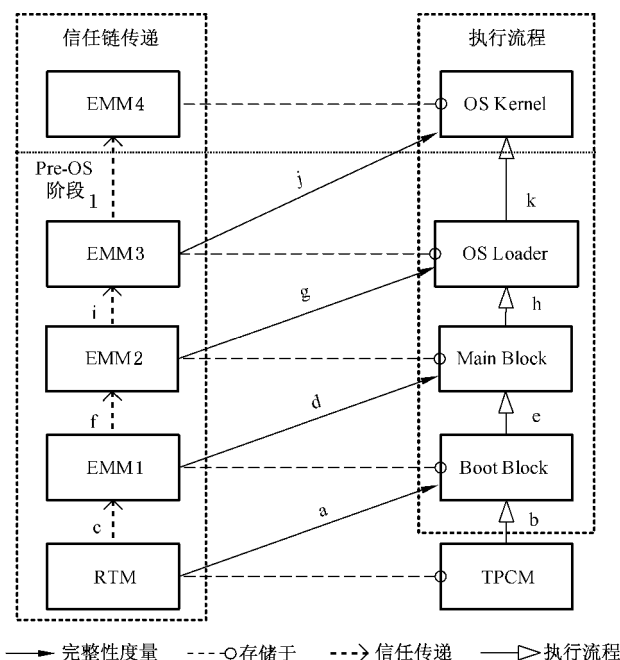 信任链传递
执行流程
EMM4
OS Kernel
Pre-OS
阶段
1
j
k
EMM3
OS Loader
i
g
h
EMM2
Main Block
f
d
e
EMM1
Boot Block
c
a
b
RTM
TPCM
完整性度量
存储于
信任传递
执行流程